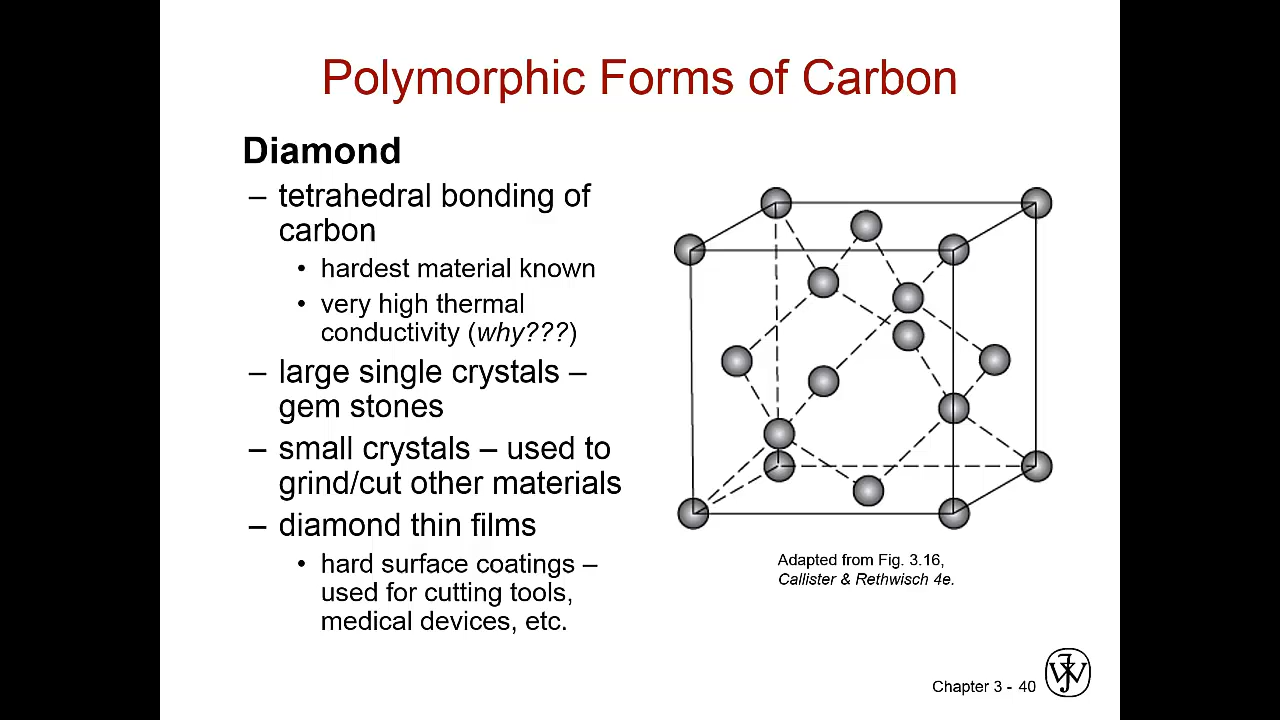 Polymorphic Forms of Carbon
Diamond
– tetrahedral bonding of
carbon
• hardest material known
• very high thermal
conductivity (why???)
– large single crystals –
gem stones
– small crystals – used to
grind/cut other materials
– diamond thin films
• hard surface coatings –
used for cutting tools,
medical devices, etc.
Adapted from Fig. 3.16,
Callister & Rethwisch 4e.
Chapter 3 - 40